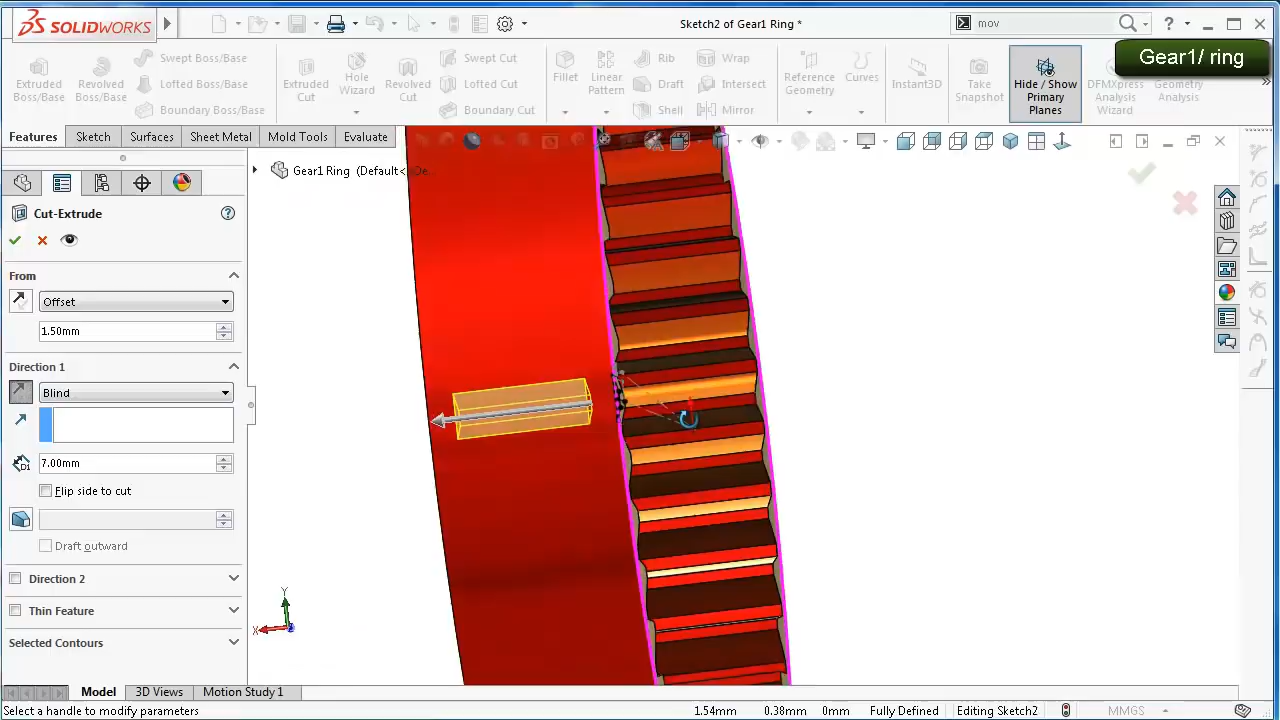 SOLIDWORKS
Sketch2 of Gear1 Ring *
mov
Gear1/ ring
Extruded Boss/Base
Revolved Boss/Base
Swept Boss/Base
Lofted Boss/Base
Boundary Boss/Base
Extruded Cut
Hole Wizard
Revolved Cut
Swept Cut
Lofted Cut
Boundary Cut
Fillet
Linear Pattern
Rib
Draft
Shell
Wrap
Intersect
Mirror
Reference Geometry
Curves
Instant3D
Take Snapshot
Hide / Show Primary Planes
DFMXpress Analysis Wizard
Geometry Analysis
Features
Sketch
Surfaces
Sheet Metal
Mold Tools
Evaluate
Gear1 Ring (Default<
Cut-Extrude
From
Offset
1.50mm
Direction 1
Blind
7.00mm
Flip side to cut
Draft outward
Direction 2
Thin Feature
Selected Contours
Y
X
Model
3D Views
Motion Study 1
Select a handle to modify parameters
1.54mm
0.38mm
0mm
Fully Defined
Editing Sketch2
MMGS